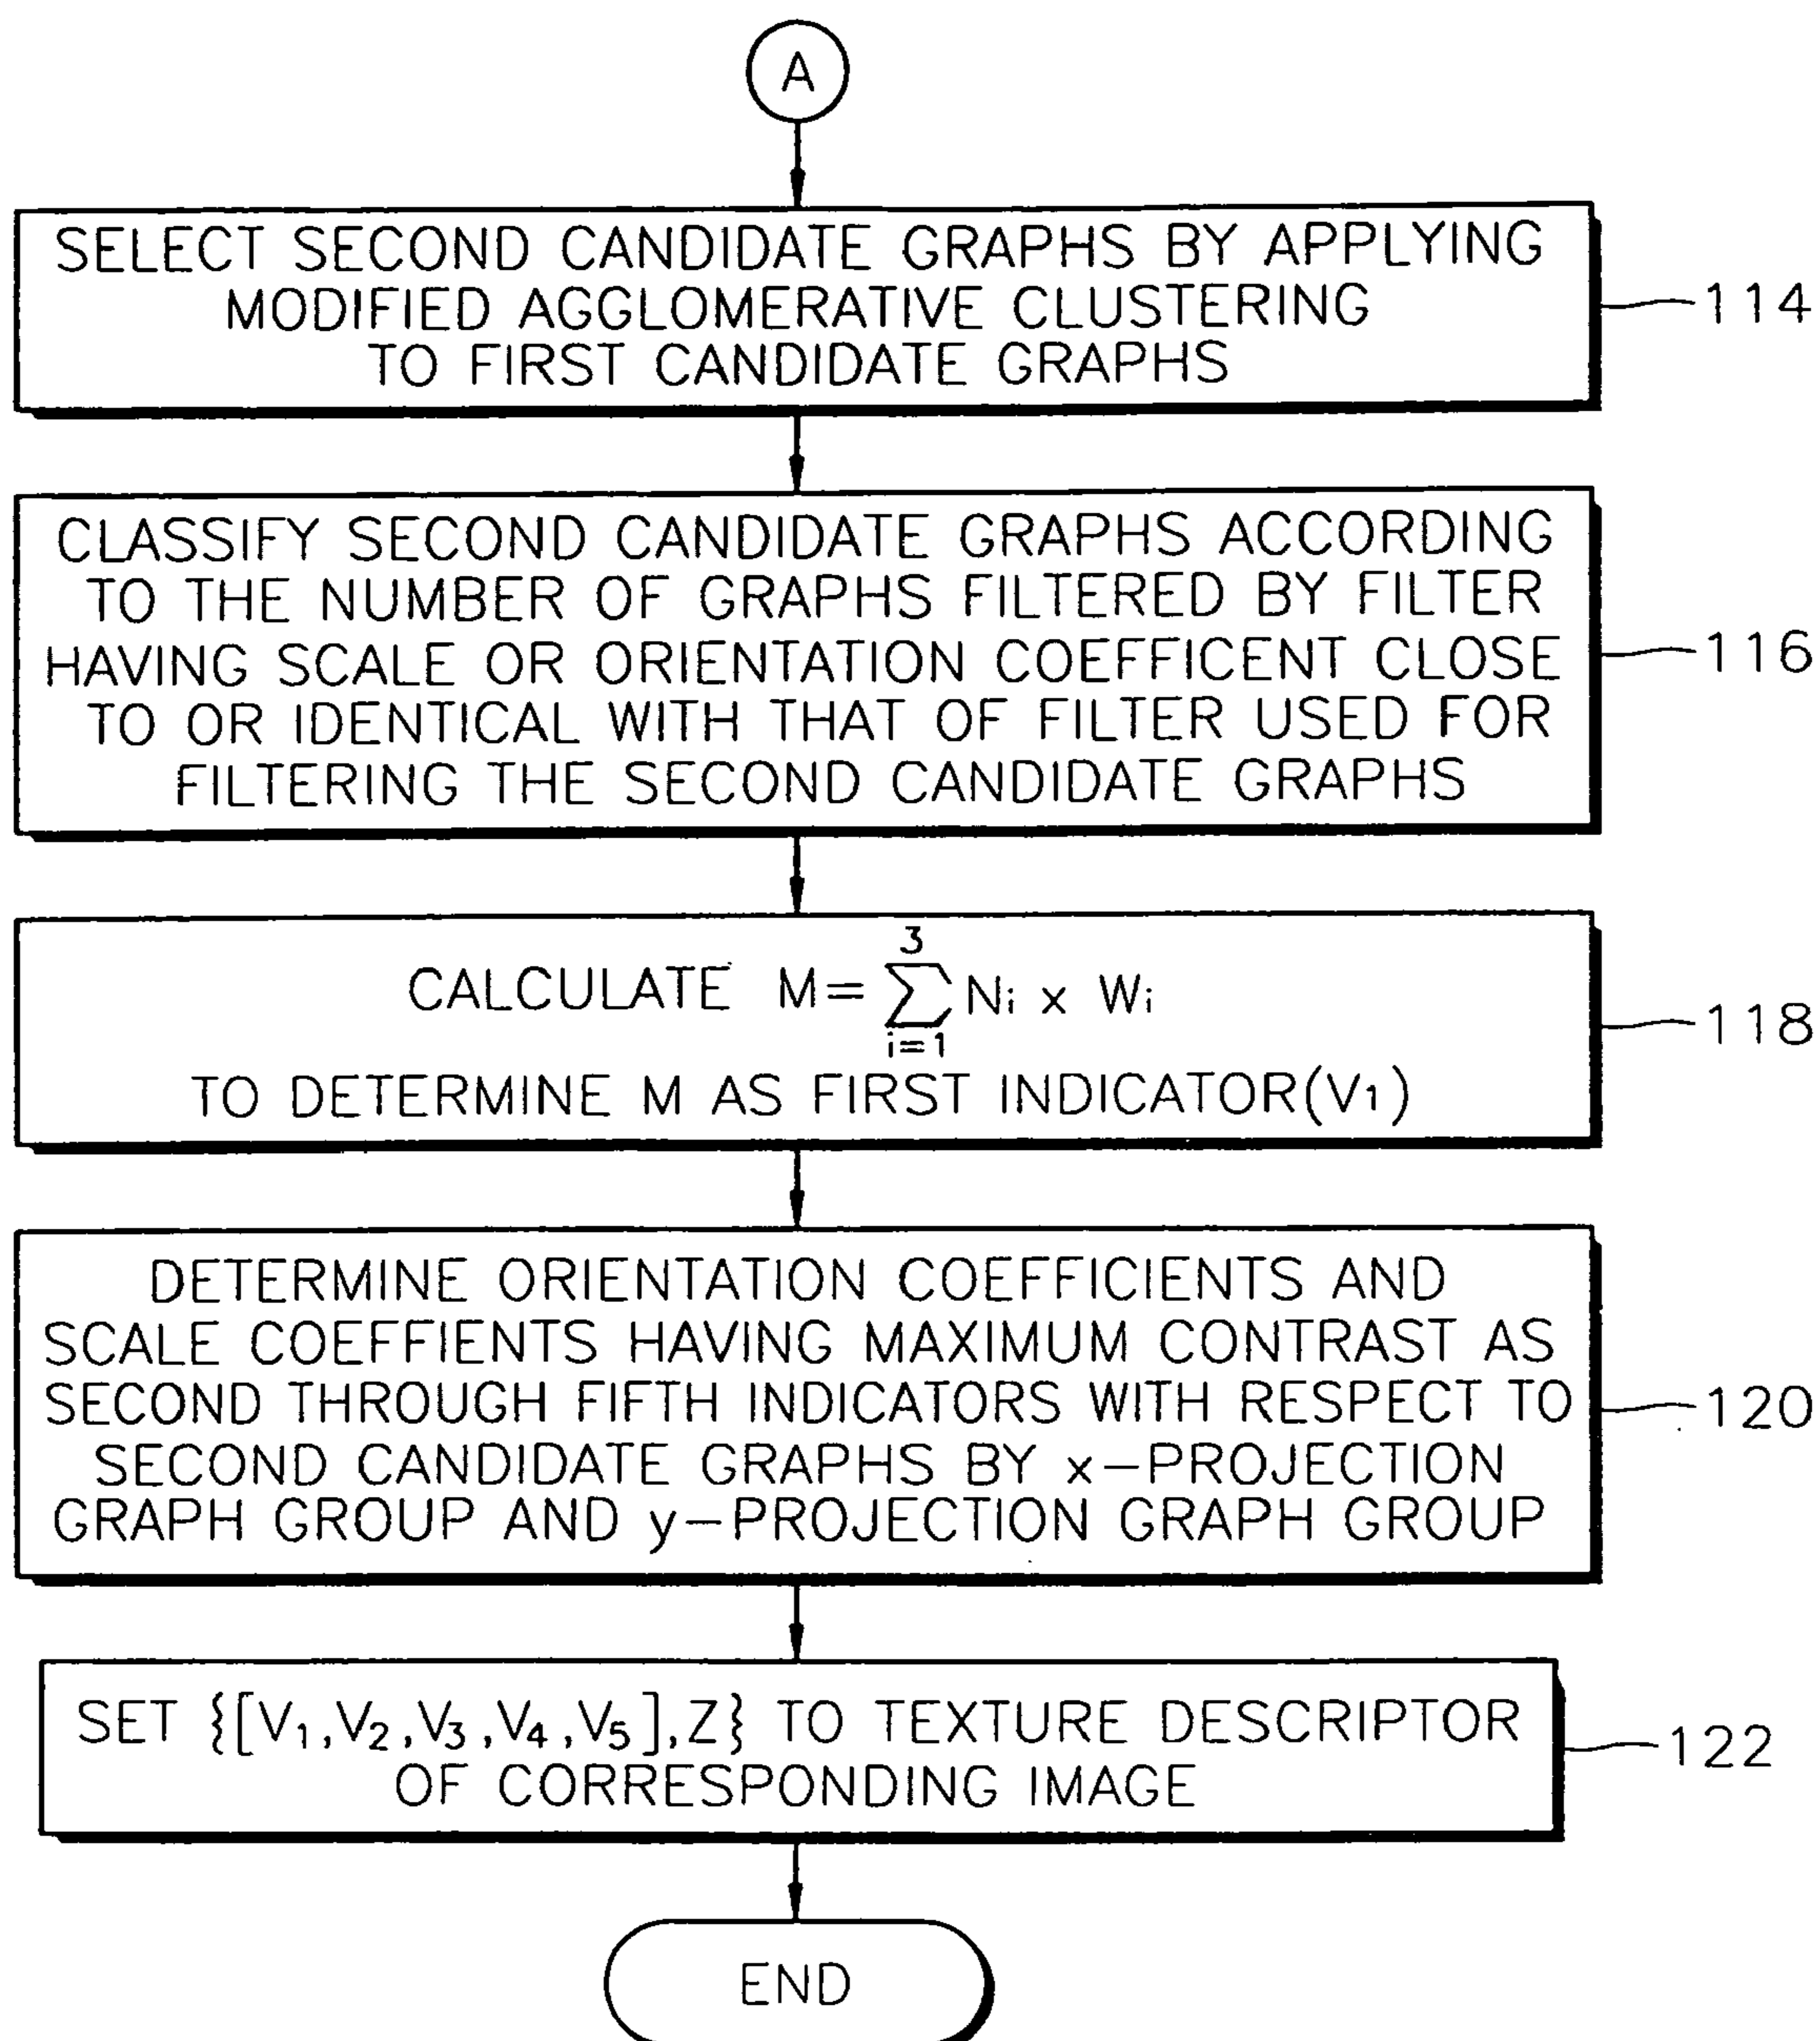 A
SELECT SECOND CANDIDATE GRAPHS BY APPLYING
MODIFIED AGGLOMERATIVE CLUSTERING
TO FIRST CANDIDATE GRAPHS
114
CLASSIFY SECOND CANDIDATE GRAPHS ACCORDING
TO THE NUMBER OF GRAPHS FILTERED BY FILTER
HAVING SCALE OR ORIENTATION COEFFICENT CLOSE
TO OR IDENTICAL WITH THAT OF FILTER USED FOR
FILTERING THE SECOND CANDIDATE GRAPHS
116
CALCULATE M=∑³ᵢ₌₁ Nᵢ x Wᵢ
TO DETERMINE M AS FIRST INDICATOR(V₁)
118
DETERMINE ORIENTATION COEFFICIENTS AND
SCALE COEFFIENTS HAVING MAXIMUM CONTRAST AS
SECOND THROUGH FIFTH INDICATORS WITH RESPECT TO
SECOND CANDIDATE GRAPHS BY x-PROJECTION
GRAPH GROUP AND y-PROJECTION GRAPH GROUP
120
SET {[V₁,V₂,V₃,V₄,V₅],Z} TO TEXTURE DESCRIPTOR
OF CORRESPONDING IMAGE
122
END